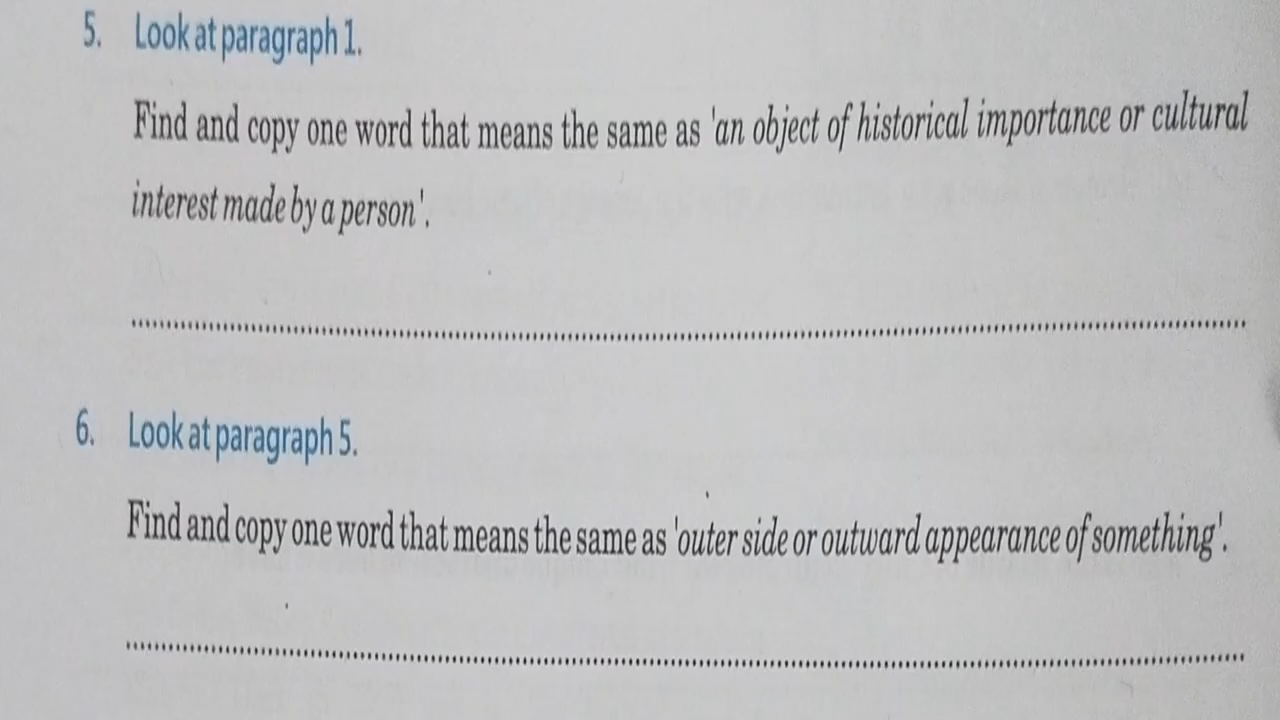 5. Look at paragraph 1.
Find and copy one word that means the same as 'an object of historical importance or cultural
interest made by a person'.
6. Look at paragraph 5.
Find and copy one word that means the same as 'outer side or outward appearance of something'.